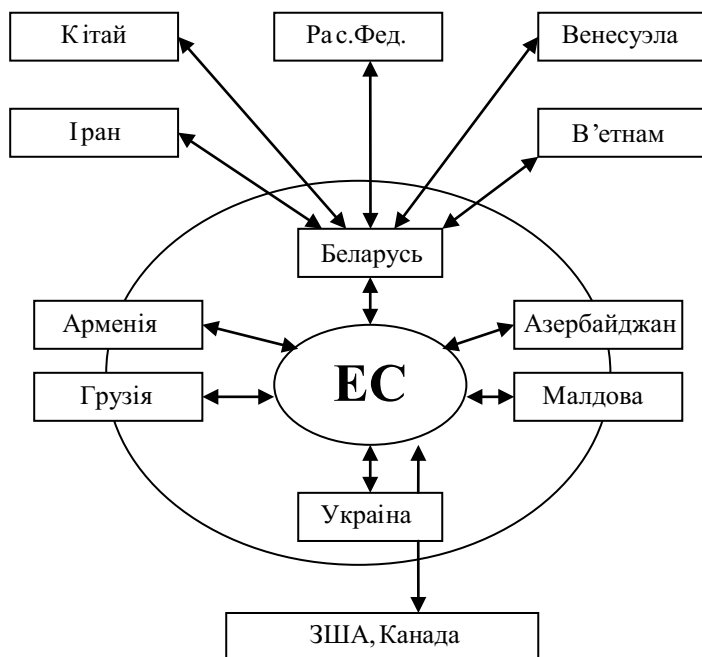 Кітай
Рас.Фед.
Венесуэла
Іран
В’етнам
Беларусь
Арменія
Азербайджан
ЕС
Грузія
Малдова
Украіна
ЗША, Канада